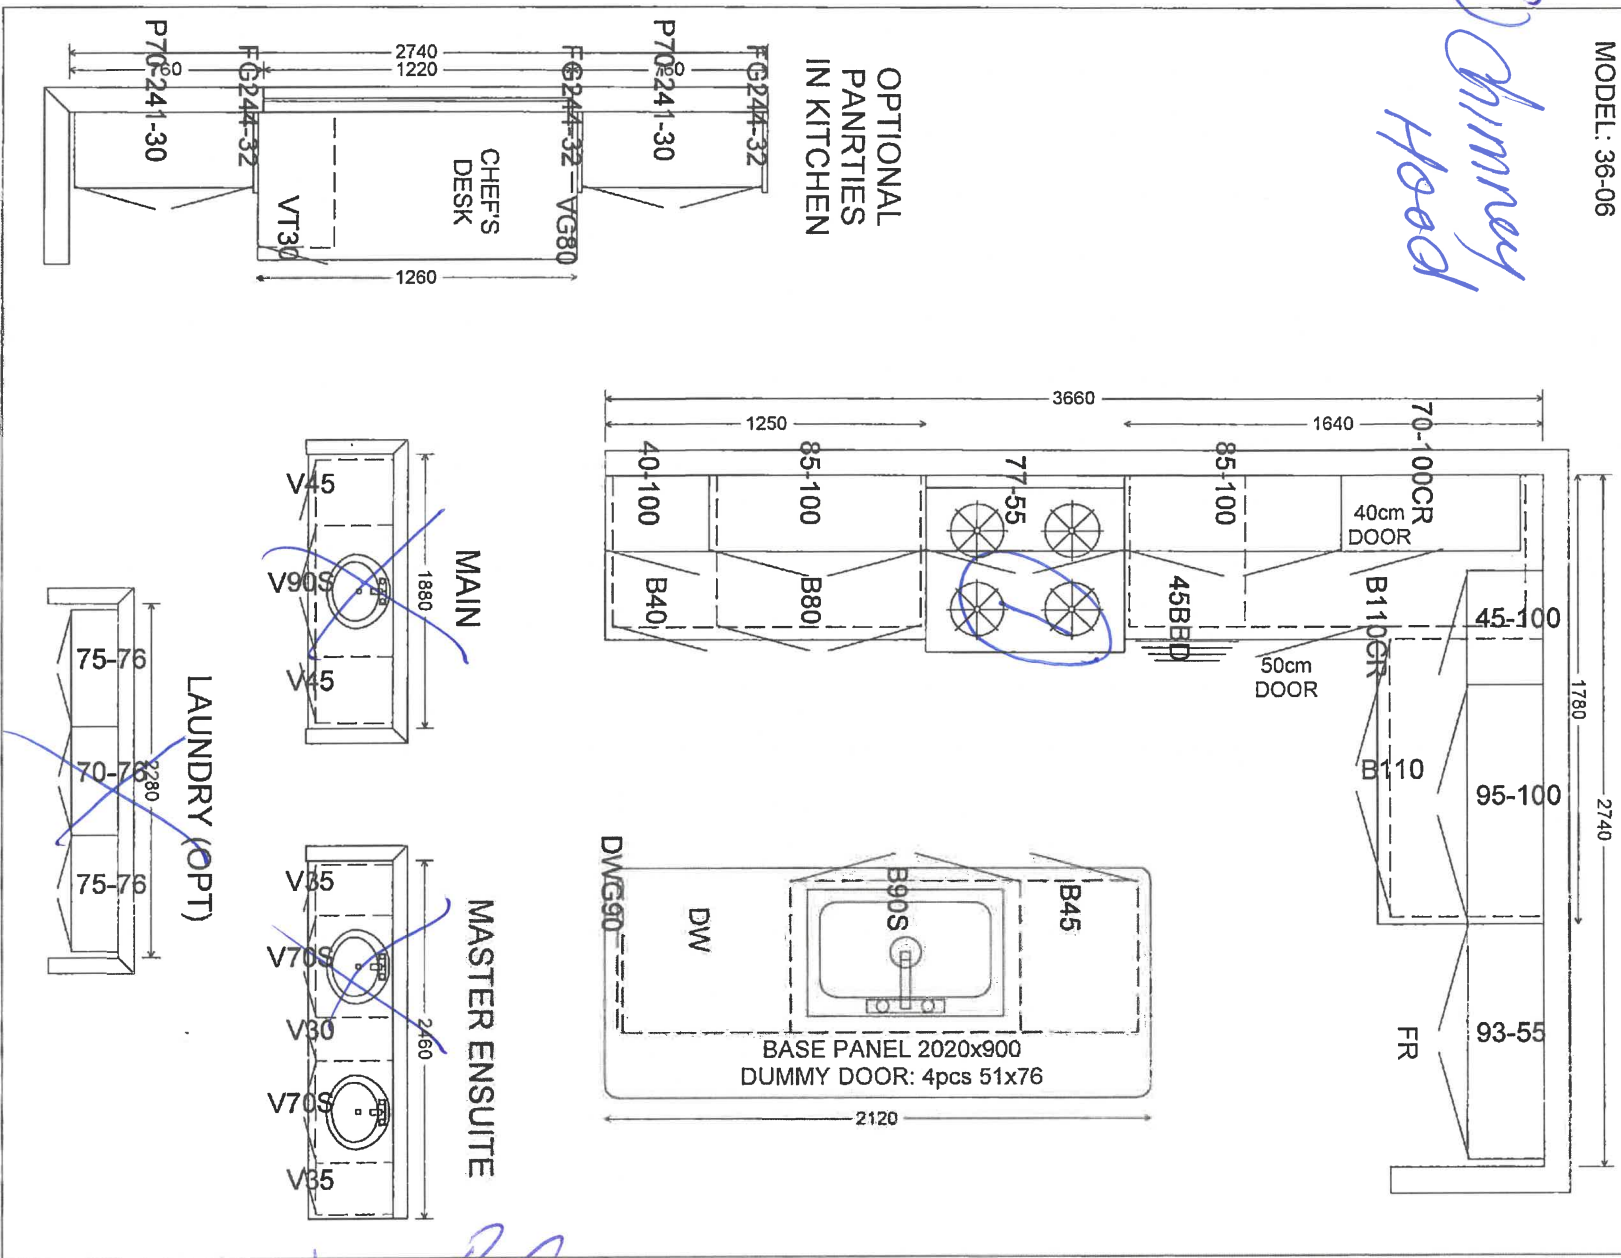 MODEL: 36-06
Chimney
Hood
OPTIONAL
PANRTIES
IN KITCHEN
2740
760
1220
760
P70-241-30
FG244-32
FG244-32
P70-241-30
FG244-32
CHEF'S
DESK
VT30
VG80
1260
3660
1250
1640
40-100
85-100
77-55
85-100
70-100CR
40cm
DOOR
B40
B80
45BBD
B110CR
50cm
DOOR
45-100
1780
2740
B110
95-100
93-55
FR
MAIN
V45
V90S
V45
1880
LAUNDRY (OPT)
75-76
70-76
75-76
2280
MASTER ENSUITE
V35
V70S
V30
V70S
V35
2460
DWG90
DW
B90S
B45
BASE PANEL 2020x900
DUMMY DOOR: 4pcs 51x76
2120